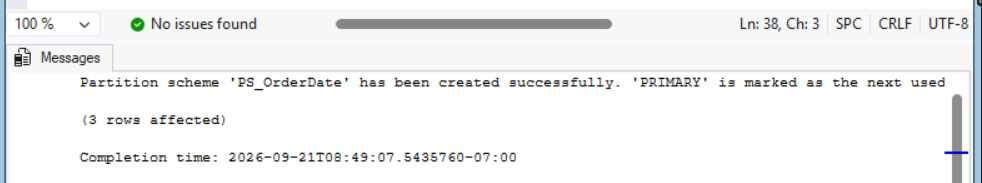 100 %
No issues found
Ln: 38, Ch: 3
SPC
CRLF
UTF-8
Messages
Partition scheme 'PS_OrderDate' has been created successfully. 'PRIMARY' is marked as the next used
(3 rows affected)
Completion time: 2026-09-21T08:49:07.5435760-07:00